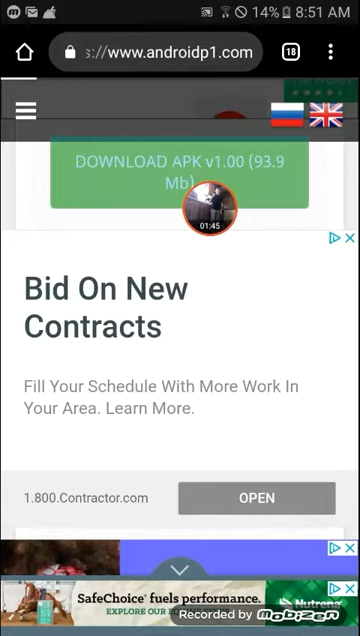 14% 8:51 AM
s://www.androidp1.com 18
DOWNLOAD APK v1.00 (93.9
Mb)
01:45
Bid On New
Contracts
Fill Your Schedule With More Work In
Your Area. Learn More.
1.800.Contractor.com OPEN
SafeChoice® fuels performance.
Nutrena
Recorded by mobizen